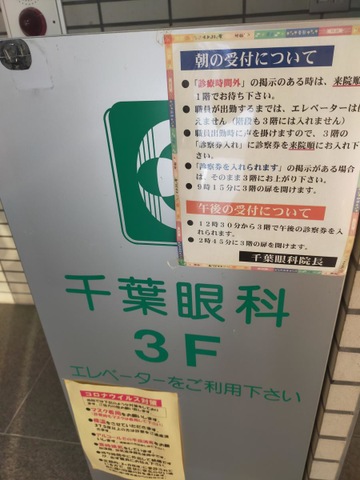 朝の受付について
●「診療時間外」の掲示のある時は、来院順
1階でお待ち下さい。
●職員が出勤するまでは、エレベーターは使
えません(階段も3階には入れません)
●職員出勤時に声を掛けますので、3階の
「診察券入れ」に診察券を来院順にお入れ下
さい。
●「診察券を入れられます」の掲示がある場合
は、そのまま3階にお上がり下さい。
●9時15分に3階の扉を開けます。
午後の受付について
●12時30分から3階で午後の診察券を入
れられます。
●2時45分に3階の扉を開けます。
千葉眼科院長
千葉眼科
3F
エレベーターをご利用下さい
コロナウイルス対策